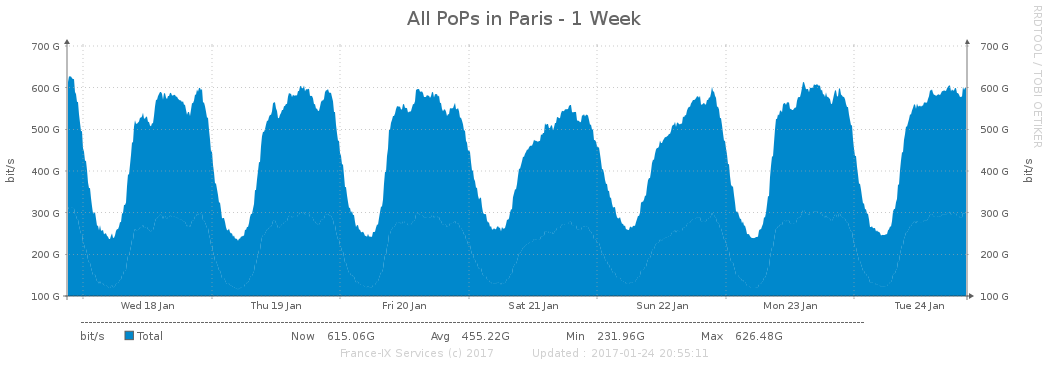 All PoPs in Paris - 1 Week
RRDTOOL / TOBI OETIKER
bit/s
bit/s
700 G 700 G
600 G 600 G
500 G 500 G
400 G 400 G
300 G 300 G
200 G 200 G
100 G 100 G
Wed 18 Jan Thu 19 Jan Fri 20 Jan Sat 21 Jan Sun 22 Jan Mon 23 Jan Tue 24 Jan
bit/s Total Now 615.06G Avg 455.22G Min 231.96G Max 626.48G
France-IX Services (c) 2017 Updated : 2017-01-24 20:55:11